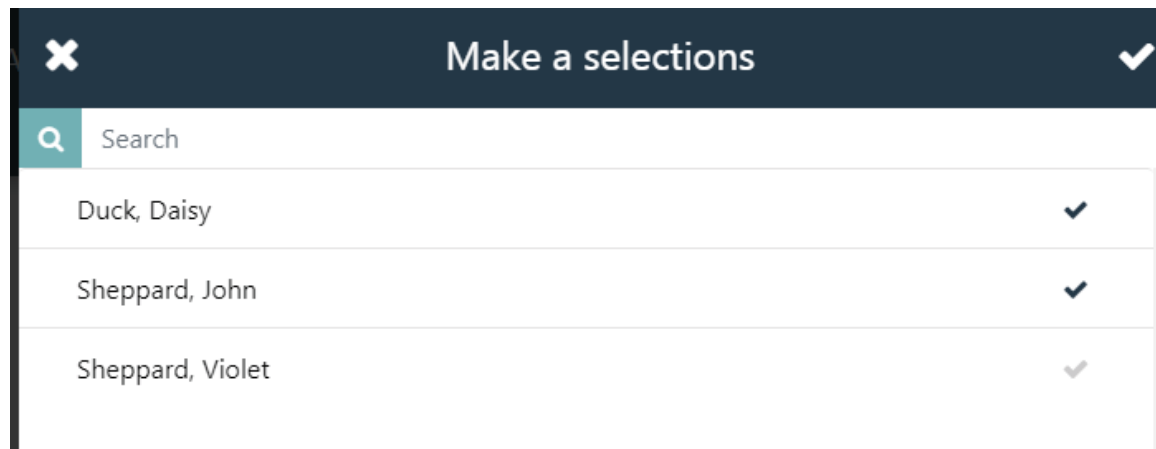 Make a selections
Search
Duck, Daisy
Sheppard, John
Sheppard, Violet